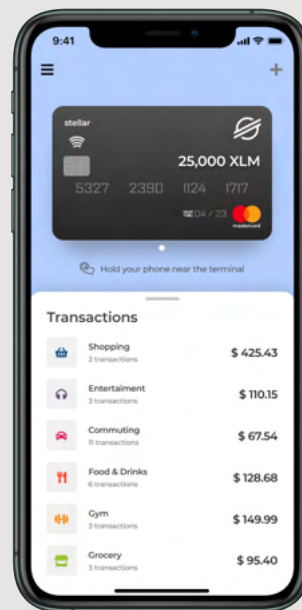 9:41
stellar
25,000 XLM
5327 2390 1124 1717
04 / 23
mastercard
Hold your phone near the terminal
Transactions
Shopping
2 transactions
$ 425.43
Entertaiment
3 transactions
$ 110.15
Commuting
11 transactions
$ 67.54
Food & Drinks
6 transactions
$ 128.68
Gym
3 transactions
$ 149.99
Grocery
3 transactions
$ 95.40